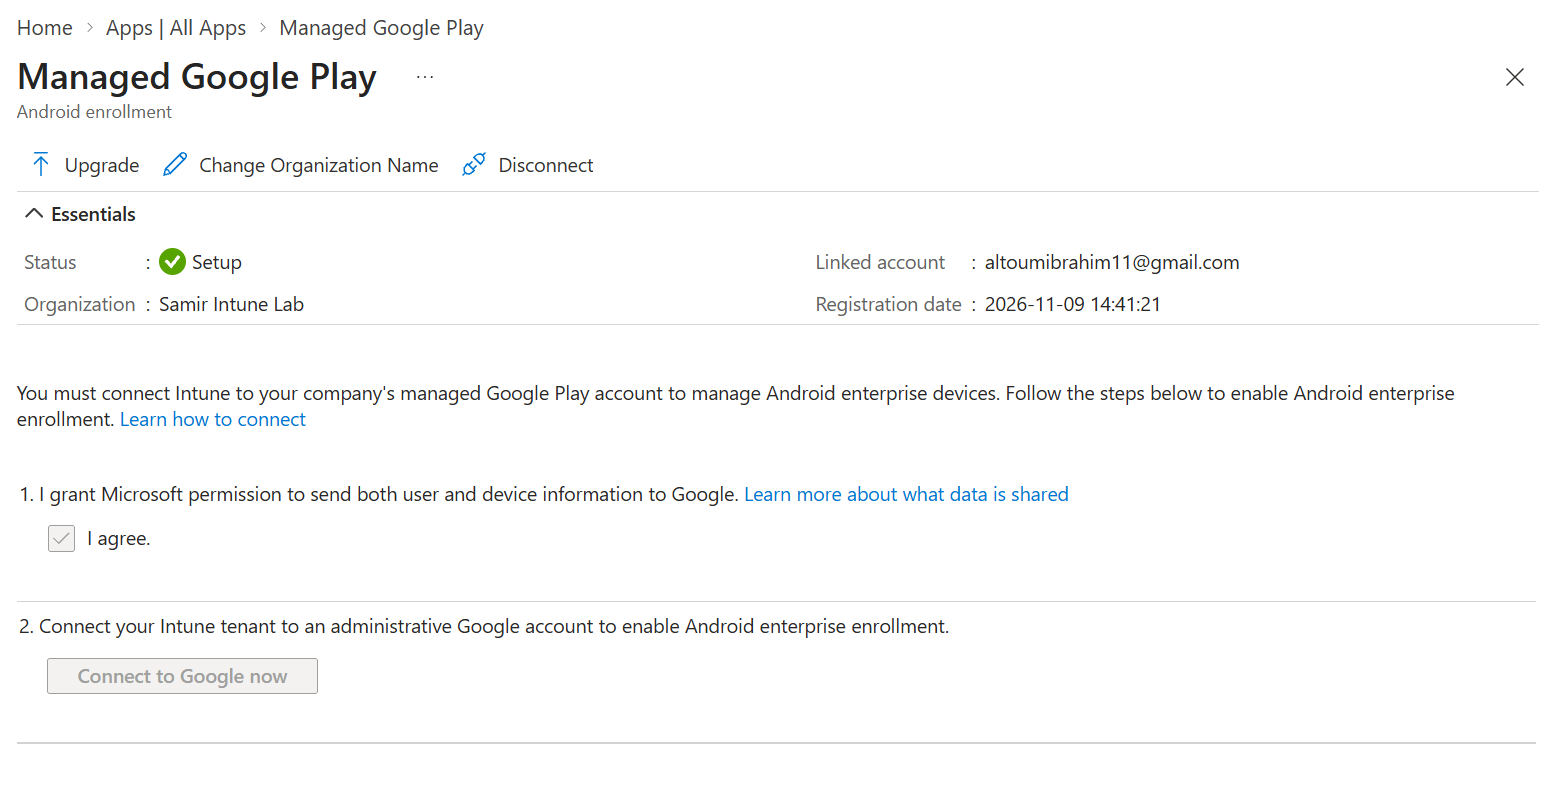 Home > Apps | All Apps > Managed Google Play
Managed Google Play ...
Android enrollment
Upgrade Change Organization Name Disconnect
Essentials
Status : Setup Linked account : altoumibrahim11@gmail.com
Organization : Samir Intune Lab Registration date : 2026-11-09 14:41:21
You must connect Intune to your company's managed Google Play account to manage Android enterprise devices. Follow the steps below to enable Android enterprise
enrollment. Learn how to connect
1. I grant Microsoft permission to send both user and device information to Google. Learn more about what data is shared
I agree.
2. Connect your Intune tenant to an administrative Google account to enable Android enterprise enrollment.
Connect to Google now